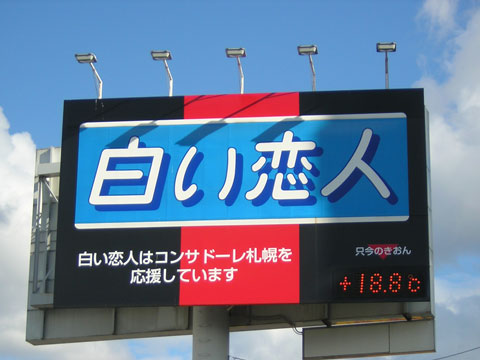 白い恋人
白い恋人はコンサドーレ札幌を
応援しています
只今のきおん
+18.8℃